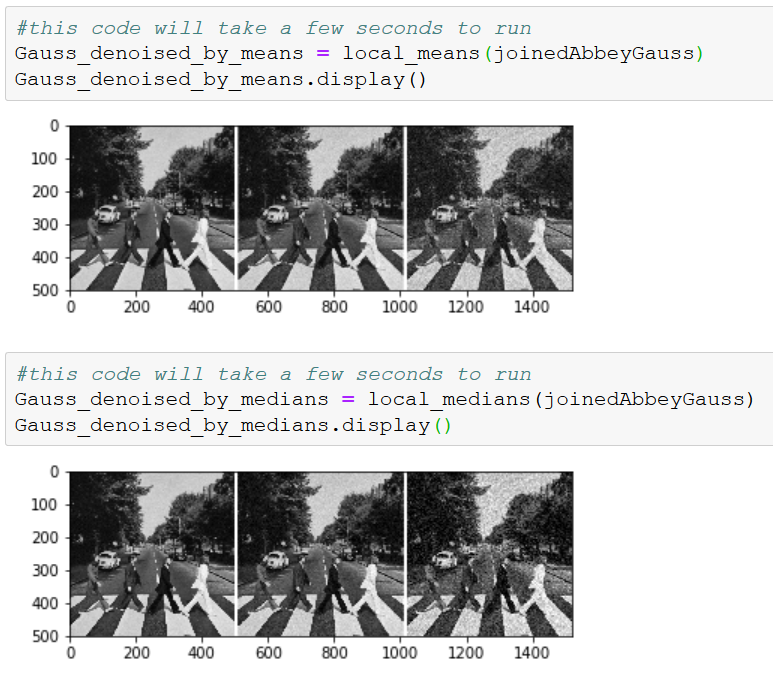 #this code will take a few seconds to run
Gauss_denoised_by_means = local_means(joinedAbbeyGauss)
Gauss_denoised_by_means.display()
0
100
200
300
400
500
0 200 400 600 800 1000 1200 1400
#this code will take a few seconds to run
Gauss_denoised_by_medians = local_medians(joinedAbbeyGauss)
Gauss_denoised_by_medians.display()
0
100
200
300
400
500
0 200 400 600 800 1000 1200 1400